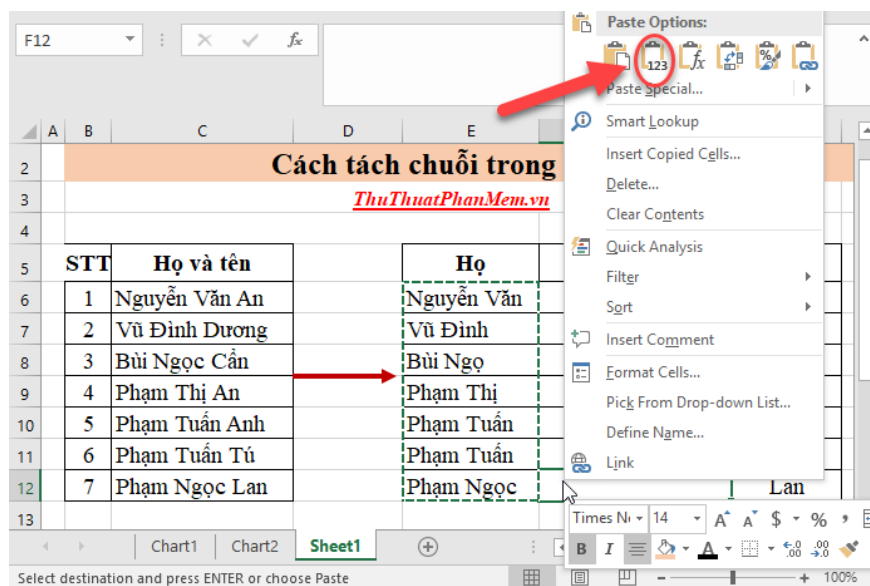 F12 fx
Paste Options:
123 fx %
Paste Special...
Smart Lookup
Insert Copied Cells...
Delete...
Clear Contents
Quick Analysis
Filter
Sort
Insert Comment
Format Cells...
Pick From Drop-down List...
Define Name...
Link
A B C D E
2 Cách tách chuỗi trong
3 ThuThuatPhanMem.vn
4
5 STT Họ và tên Họ
6 1 Nguyễn Văn An Nguyễn Văn
7 2 Vũ Đình Dương Vũ Đình
8 3 Bùi Ngọc Cẩn Bùi Ngọ
9 4 Phạm Thị An Phạm Thị
10 5 Phạm Tuấn Anh Phạm Tuấn
11 6 Phạm Tuấn Tú Phạm Tuấn
12 7 Phạm Ngọc Lan Phạm Ngọc Lan
13
Times Ne 14 A A $ % ,
B I A .00 .0
Chart1 Chart2 Sheet1
Select destination and press ENTER or choose Paste 100%